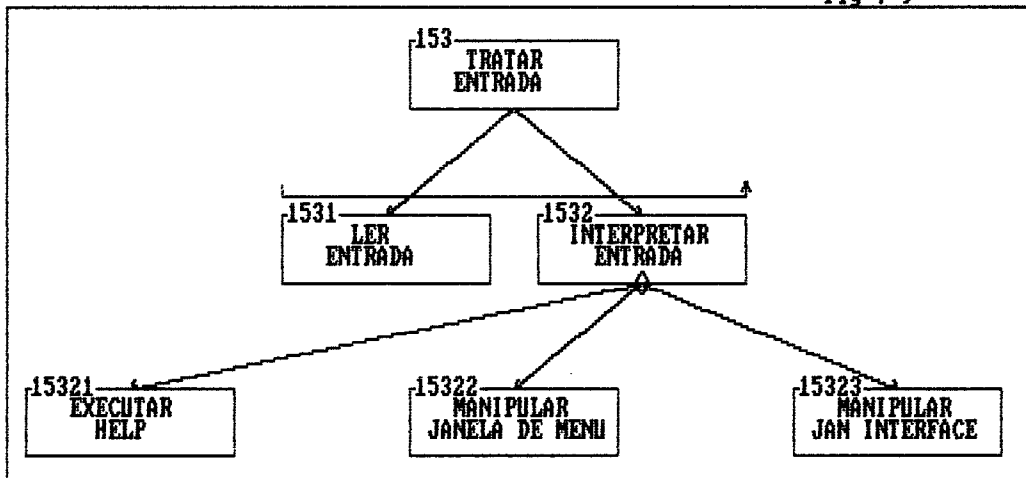 153
TRATAR
ENTRADA
1531
LER
ENTRADA
1532
INTERPRETAR
ENTRADA
15321
EXECUTAR
HELP
15322
MANIPULAR
JANELA DE MENU
15323
MANIPULAR
JAN INTERFACE